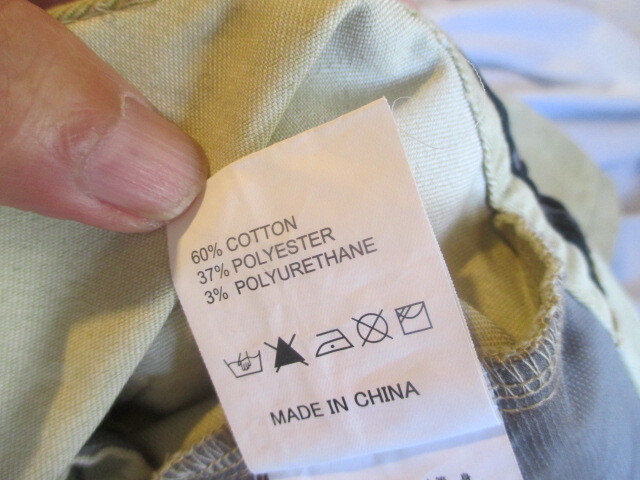 60% COTTON
37% POLYESTER
3% POLYURETHANE
MADE IN CHINA